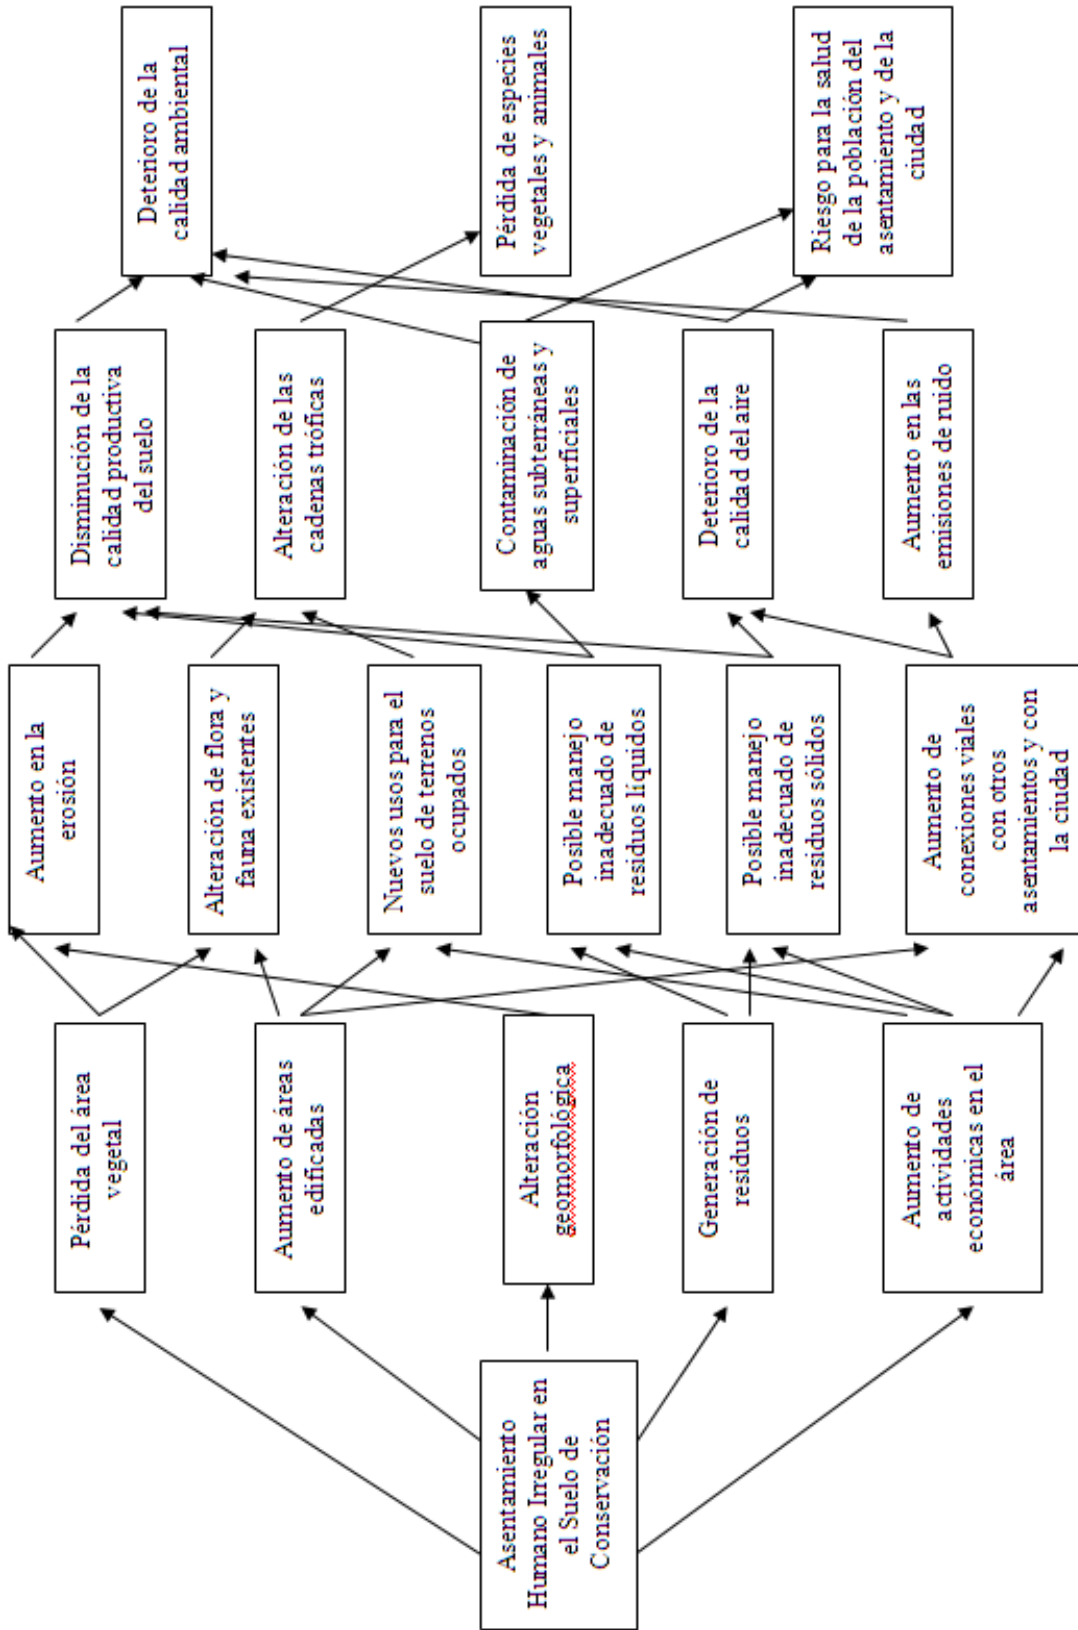 Asentamiento
Humano Irregular en
el Suelo de
Conservación
Pérdida del área
vegetal
Aumento de áreas
edificadas
Alteración
geomorfológica
Generación de
residuos
Aumento de
actividades
económicas en el
área
Aumento en la
erosión
Alteración de flora y
fauna existentes
Nuevos usos para el
suelo de terrenos
ocupados
Posible manejo
inadecuado de
residuos líquidos
Posible manejo
inadecuado de
residuos sólidos
Aumento de
conexiones viales
con otros
asentamientos y con
la ciudad
Disminución de la
calidad productiva
del suelo
Alteración de las
cadenas tróficas
Contaminación de
aguas subterráneas y
superficiales
Deterioro de la
calidad del aire
Aumento en las
emisiones de ruido
Deterioro de la
calidad ambiental
Pérdida de especies
vegetales y animales
Riesgo para la salud
de la población del
asentamiento y de la
ciudad